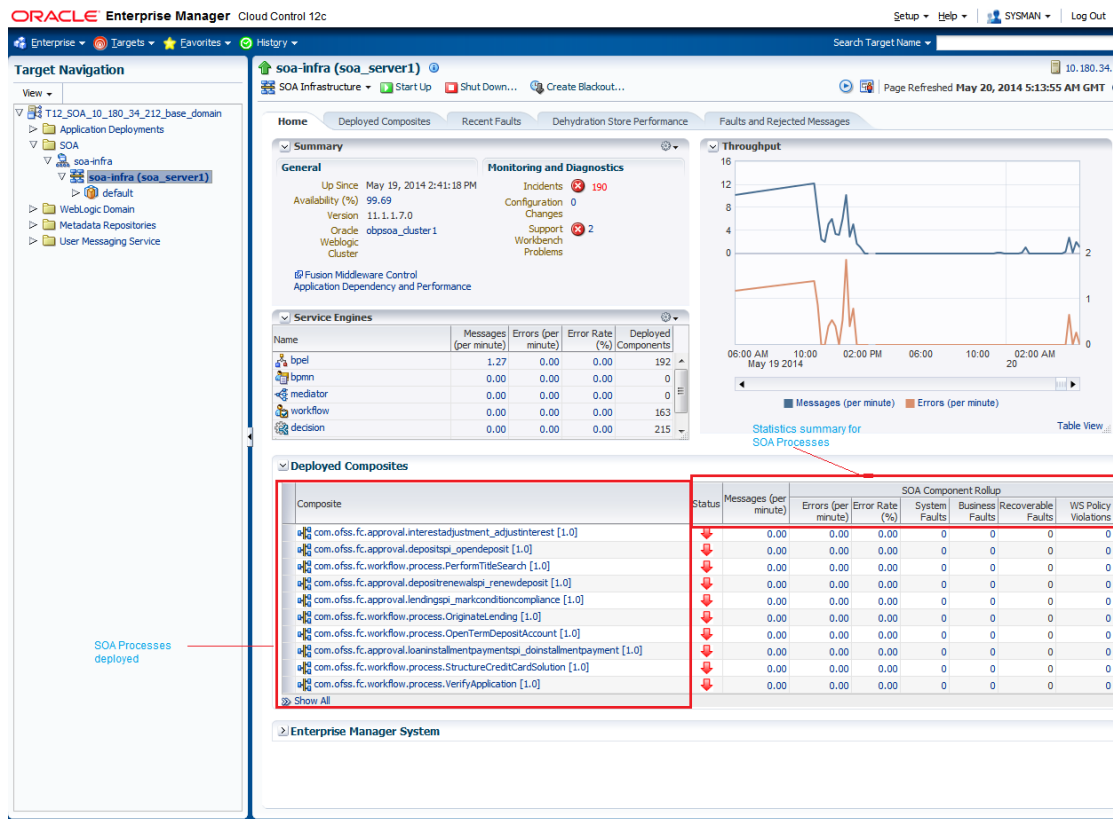 ORACLE Enterprise Manager Cloud Control 12c
Setup Help SYSMAN Log Out
Enterprise Targets Favorites History Search Target Name
Target Navigation
View
T12_SOA_10_180_34_212_base_domain
Application Deployments
SOA
soa-infra
soa-infra (soa_server1)
default
WebLogic Domain
Metadata Repositories
User Messaging Service
soa-infra (soa_server1) 10.180.34.
SOA Infrastructure Start Up Shut Down... Create Blackout... Page Refreshed May 20, 2014 5:13:55 AM GMT
Home Deployed Composites Recent Faults Dehydration Store Performance Faults and Rejected Messages
Summary
General
Up Since May 19, 2014 2:41:18 PM
Availability (%) 99.69
Version 11.1.1.7.0
Oracle Weblogic Cluster obpsoa_cluster1
Fusion Middleware Control
Application Dependency and Performance
Monitoring and Diagnostics
Incidents 190
Configuration Changes 0
Support Workbench Problems 2
Throughput
16
12
8
4
0
2
1
0
06:00 AM 10:00 02:00 PM 06:00 10:00 02:00 AM
May 19 2014 20
Messages (per minute) Errors (per minute)
Table View
Service Engines
Name Messages (per minute) Errors (per minute) Error Rate (%) Deployed Components
bpel 1.27 0.00 0.00 192
bpmn 0.00 0.00 0.00 0
mediator 0.00 0.00 0.00 0
workflow 0.00 0.00 0.00 163
decision 0.00 0.00 0.00 215
Statistics summary for
SOA Processes
Deployed Composites
Composite Status Messages (per minute) SOA Component Rollup
Errors (per minute) Error Rate (%) System Faults Business Faults Recoverable Faults WS Policy Violations
com.ofss.fc.approval.interestadjustment_adjustinterest [1.0] 0.00 0.00 0.00 0 0 0 0
com.ofss.fc.approval.depositspi_opendeposit [1.0] 0.00 0.00 0.00 0 0 0 0
com.ofss.fc.workflow.process.PerformTitleSearch [1.0] 0.00 0.00 0.00 0 0 0 0
com.ofss.fc.approval.depositrenewalspi_renewdeposit [1.0] 0.00 0.00 0.00 0 0 0 0
com.ofss.fc.approval.lendingspi_markconditioncompliance [1.0] 0.00 0.00 0.00 0 0 0 0
com.ofss.fc.workflow.process.OriginateLending [1.0] 0.00 0.00 0.00 0 0 0 0
com.ofss.fc.workflow.process.OpenTermDepositAccount [1.0] 0.00 0.00 0.00 0 0 0 0
com.ofss.fc.approval.loaninstallmentpaymentspi_doinstallmentpayment [1.0] 0.00 0.00 0.00 0 0 0 0
com.ofss.fc.workflow.process.StructureCreditCardSolution [1.0] 0.00 0.00 0.00 0 0 0 0
com.ofss.fc.workflow.process.VerifyApplication [1.0] 0.00 0.00 0.00 0 0 0 0
Show All
SOA Processes
deployed
Enterprise Manager System